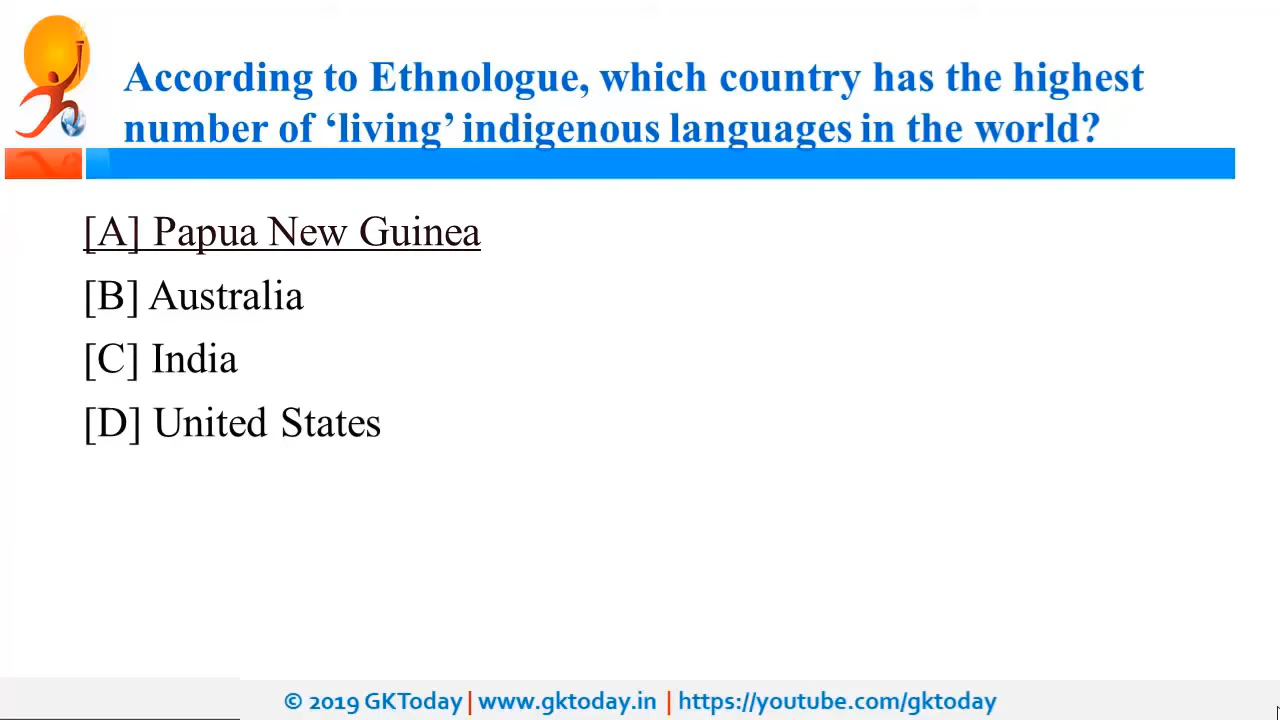 According to Ethnologue, which country has the highest
number of ‘living’ indigenous languages in the world?
[A] Papua New Guinea
[B] Australia
[C] India
[D] United States
© 2019 GKToday | www.gktoday.in | https://youtube.com/gktoday